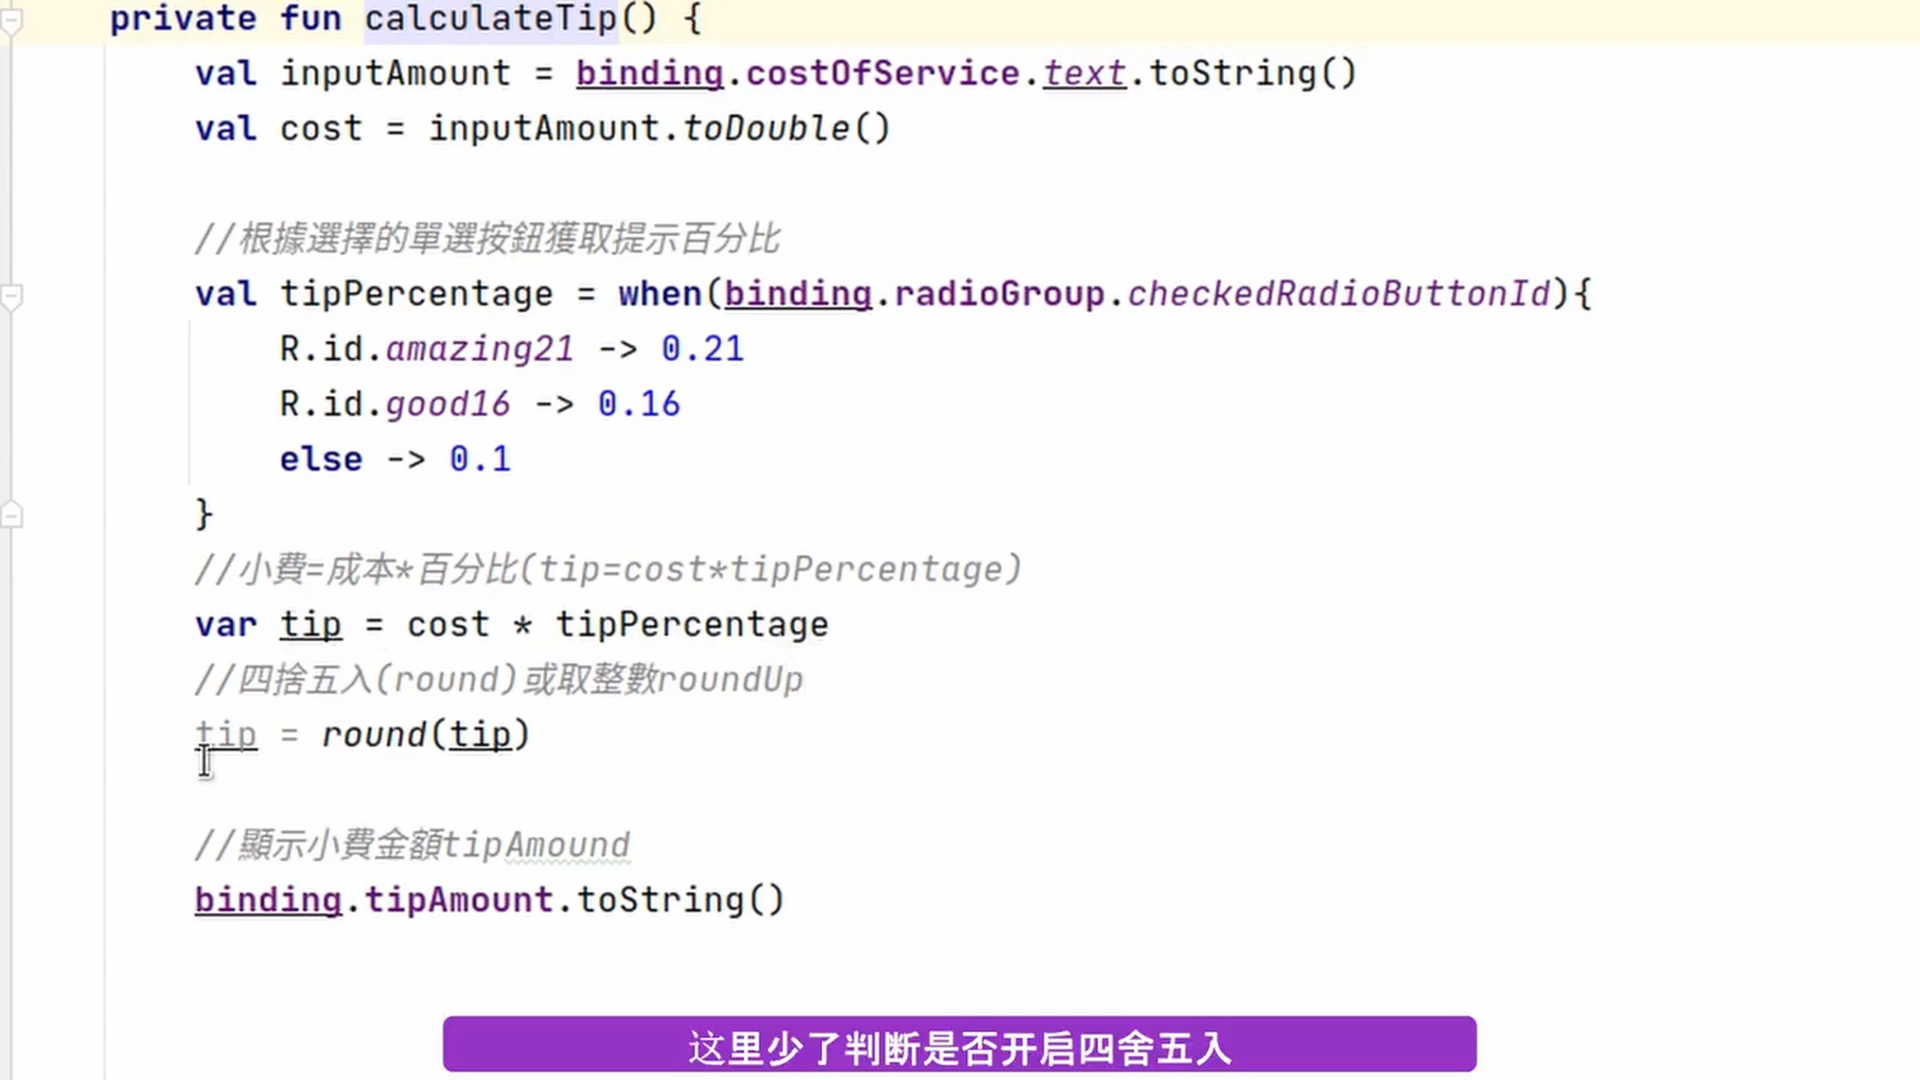 private fun calculateTip() {
val inputAmount = binding.costOfService.text.toString()
val cost = inputAmount.toDouble()
//根據選擇的單選按鈕獲取提示百分比
val tipPercentage = when(binding.radioGroup.checkedRadioButtonId){
R.id.amazing21 -> 0.21
R.id.good16 -> 0.16
else -> 0.1
}
//小費=成本*百分比(tip=cost*tipPercentage)
var tip = cost * tipPercentage
//四捨五入(round)或取整數roundUp
tip = round(tip)
//顯示小費金額tipAmound
binding.tipAmount.toString()
这里少了判断是否开启四舍五入